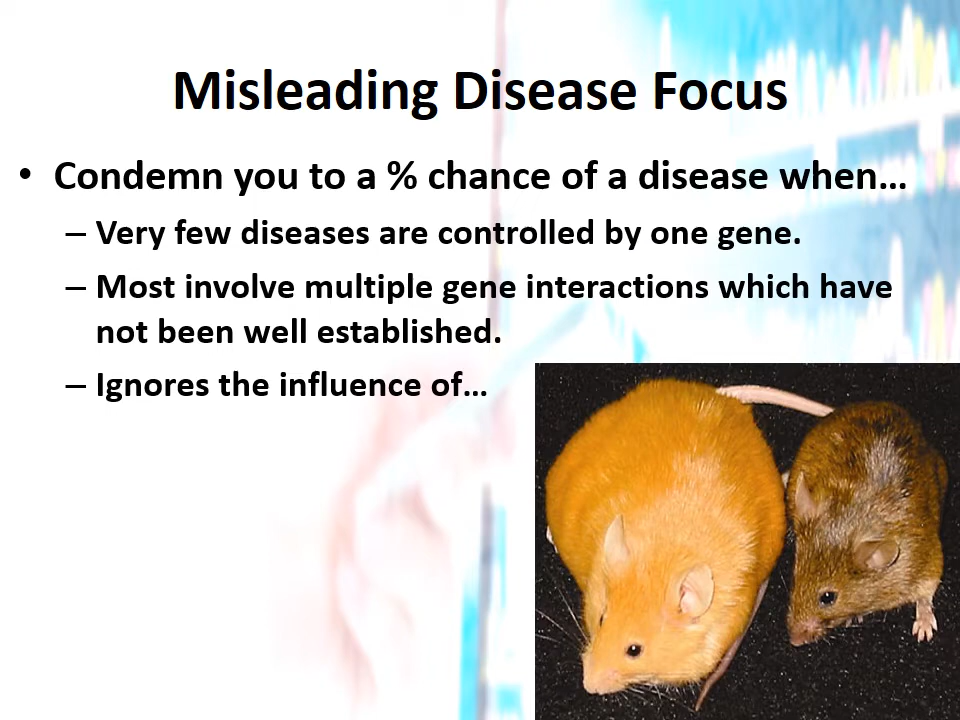 Misleading Disease Focus
• Condemn you to a % chance of a disease when…
– Very few diseases are controlled by one gene.
– Most involve multiple gene interactions which have
not been well established.
– Ignores the influence of…